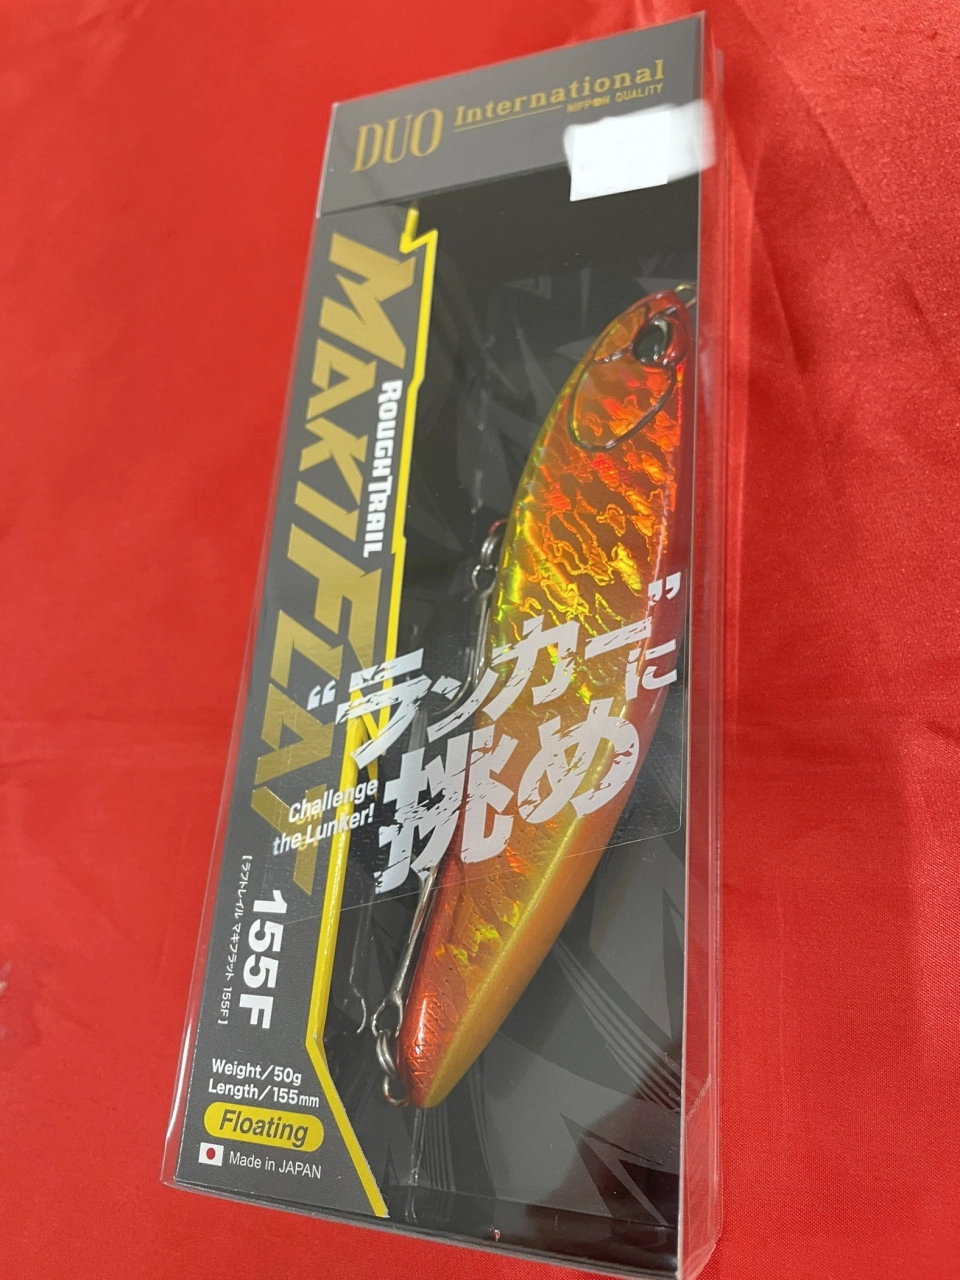 DUO International
NIPPON QUALITY
MAKIFLAT
ROUGHTRAIL
“ランカー”に
挑め
Challenge
the Lunker!
155F
[ラフトレイル マキフラット 155F]
Weight/50g
Length/155mm
Floating
Made in JAPAN